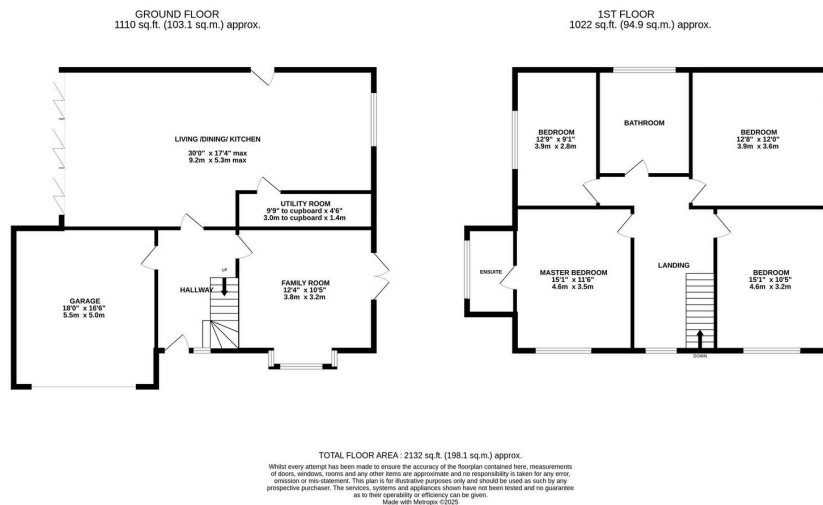 GROUND FLOOR
1110 sq.ft. (103.1 sq.m.) approx.
LIVING /DINING/ KITCHEN
30'0" x 17'4" max
9.2m x 5.3m max
UTILITY ROOM
9'9" to cupboard x 4'6"
3.0m to cupboard x 1.4m
GARAGE
18'0" x 16'6"
5.5m x 5.0m
HALLWAY
UP
FAMILY ROOM
12'4" x 10'5"
3.8m x 3.2m
1ST FLOOR
1022 sq.ft. (94.9 sq.m.) approx.
BEDROOM
12'9" x 9'1"
3.9m x 2.8m
BATHROOM
BEDROOM
12'8" x 12'0"
3.9m x 3.6m
ENSUITE
MASTER BEDROOM
15'1" x 11'6"
4.6m x 3.5m
LANDING
DOWN
BEDROOM
15'1" x 10'5"
4.6m x 3.2m
TOTAL FLOOR AREA : 2132 sq.ft. (198.1 sq.m.) approx.
Whilst every attempt has been made to ensure the accuracy of the floorplan contained here, measurements
of doors, windows, rooms and any other items are approximate and no responsibility is taken for any error,
omission or mis-statement. This plan is for illustrative purposes only and should be used as such by any
prospective purchaser. The services, systems and appliances shown have not been tested and no guarantee
as to their operability or efficiency can be given.
Made with Metropix ©2025